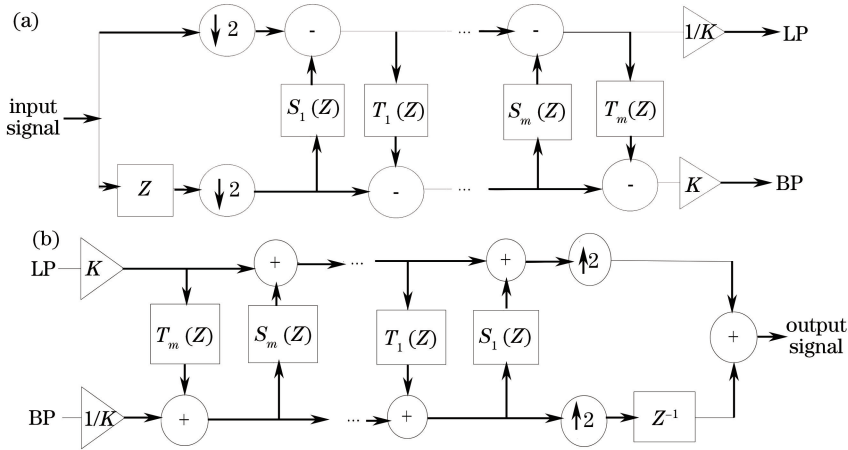 (a)
2
-
...
-
1/K
LP
input
signal
S₁(Z)
T₁(Z)
Sₘ(Z)
Tₘ(Z)
Z
2
-
...
-
K
BP
(b)
LP
K
+
...
+
2
Tₘ(Z)
Sₘ(Z)
T₁(Z)
S₁(Z)
+
output
signal
BP
1/K
+
...
+
2
Z⁻¹